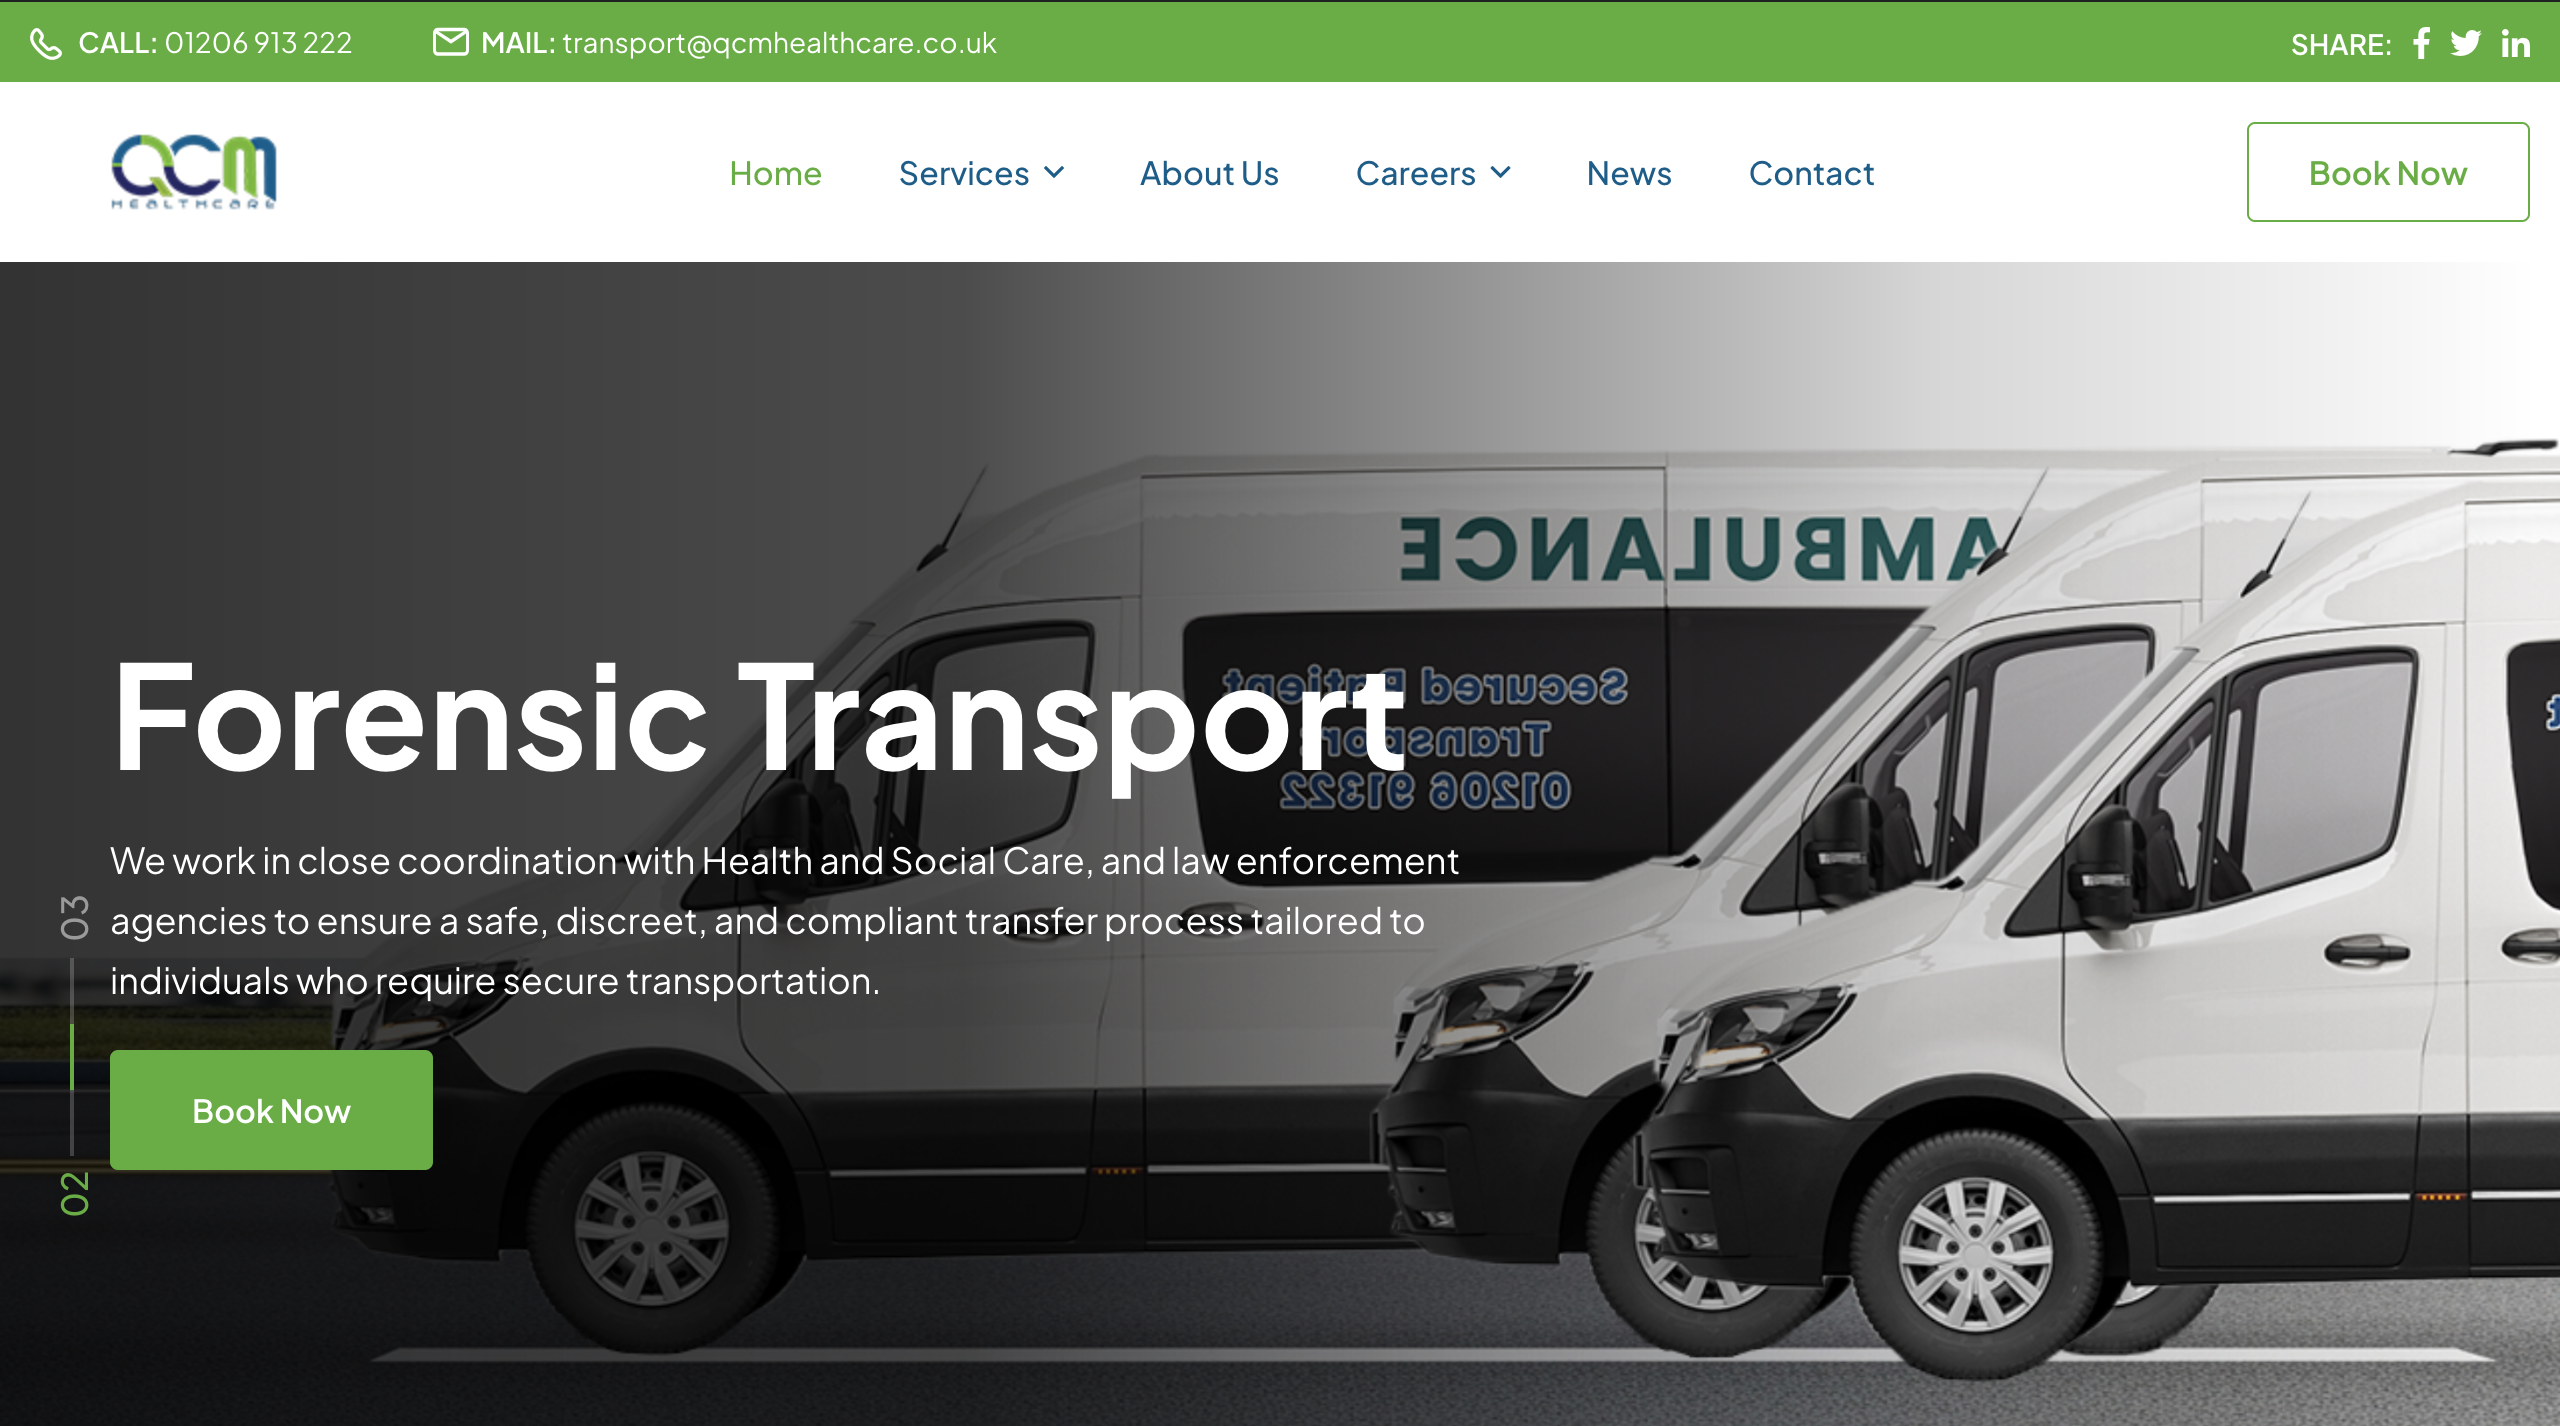 CALL: 01206 913 222
MAIL: transport@qcmhealthcare.co.uk
SHARE:
QCM
HEALTHCARE
Home
Services
About Us
Careers
News
Contact
Book Now
AMBULANCE
Secured Patient
Transport
01206 91322
Forensic Transport
We work in close coordination with Health and Social Care, and law enforcement
agencies to ensure a safe, discreet, and compliant transfer process tailored to
individuals who require secure transportation.
03
02
Book Now